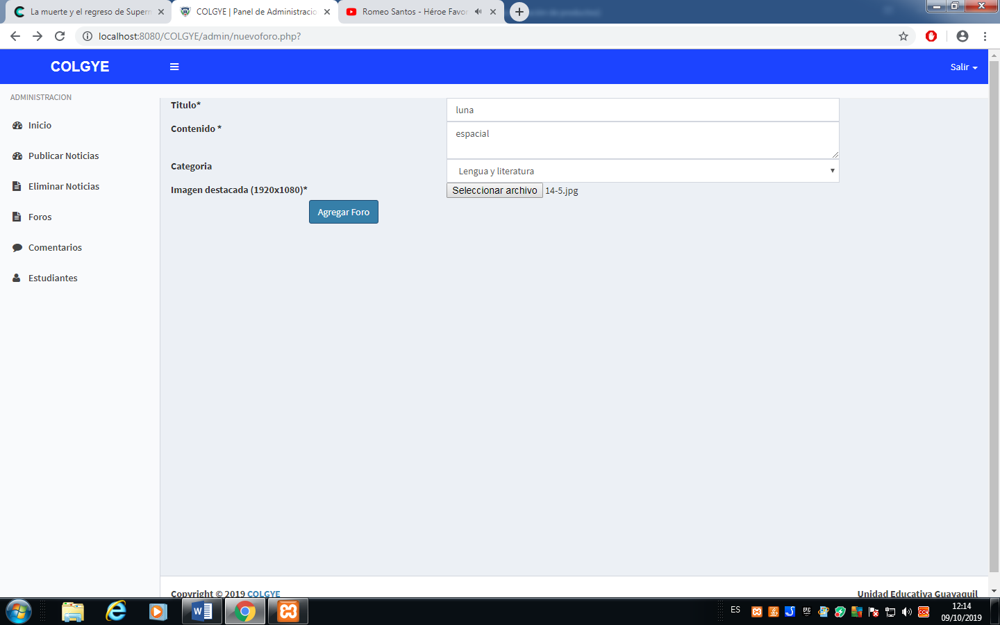 La muerte y el regreso de Superm
COLGYE | Panel de Administracio
Romeo Santos - Héroe Favor
localhost:8080/COLGYE/admin/nuevoforo.php?
COLGYE
Salir
ADMINISTRACION
Inicio
Publicar Noticias
Eliminar Noticias
Foros
Comentarios
Estudiantes
Titulo*
luna
Contenido *
espacial
Categoria
Lengua y literatura
Imagen destacada (1920x1080)*
Seleccionar archivo 14-5.jpg
Agregar Foro
Copyright © 2019 COLGYE
Unidad Educativa Guayaquil
ES
12:14
09/10/2019